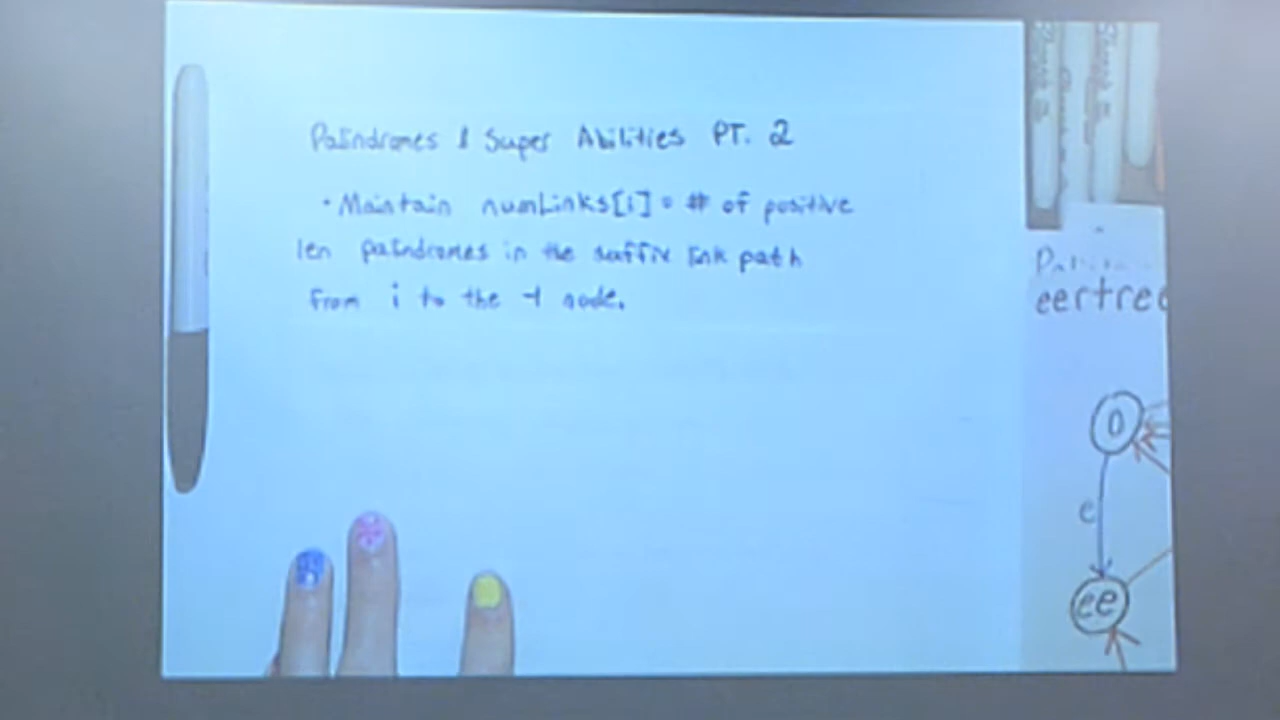 Palindromes & Super Abilities PT. 2
• Maintain numLinks[i] = # of positive
len palindromes in the suffix link path
from i to the -1 node.
eertree
0
e
ee